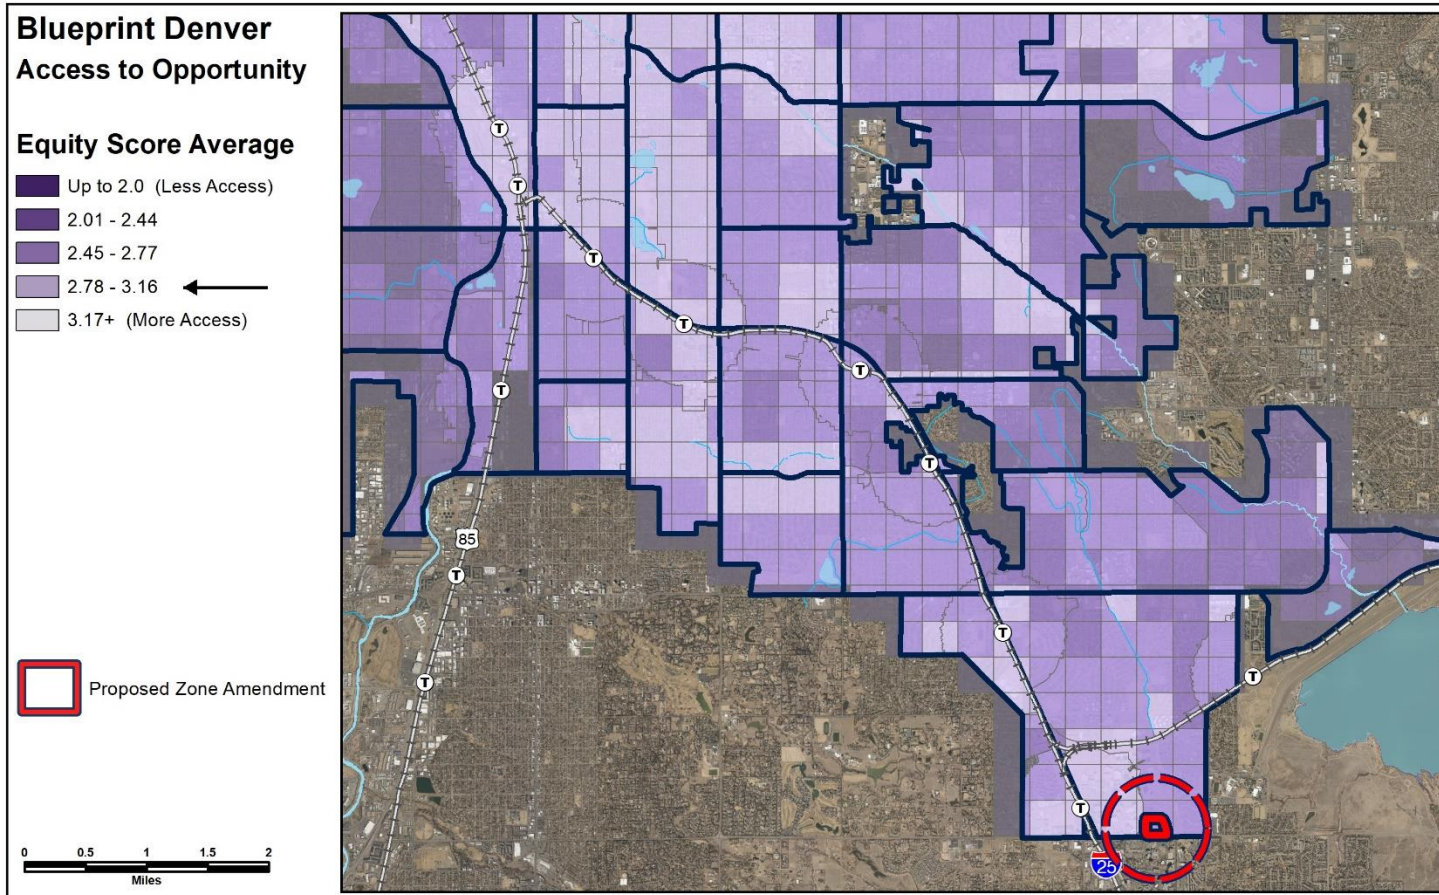 Blueprint Denver
Access to Opportunity
Equity Score Average
Up to 2.0 (Less Access)
2.01 - 2.44
2.45 - 2.77
2.78 - 3.16
3.17+ (More Access)
Proposed Zone Amendment
0 0.5 1 1.5 2
Miles
T
T
T
T
T
T
T
T
85
T
T
T
T
T
25